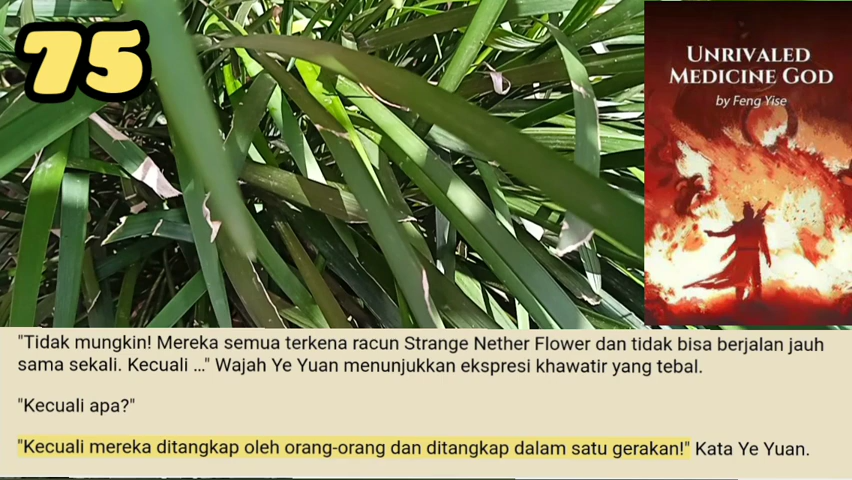 75
UNRIVALED
MEDICINE GOD
by Feng Yise
"Tidak mungkin! Mereka semua terkena racun Strange Nether Flower dan tidak bisa berjalan jauh
sama sekali. Kecuali ..." Wajah Ye Yuan menunjukkan ekspresi khawatir yang tebal.
"Kecuali apa?"
"Kecuali mereka ditangkap oleh orang-orang dan ditangkap dalam satu gerakan!" Kata Ye Yuan.